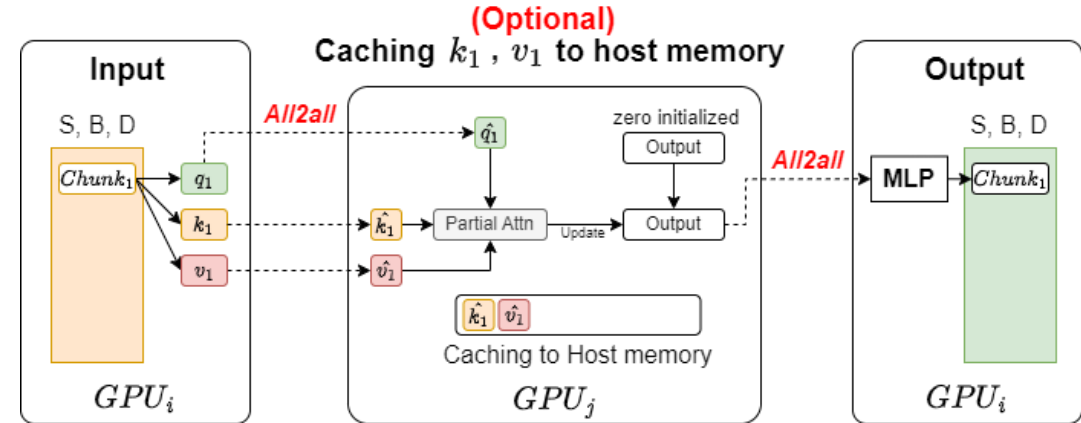 (Optional)
Caching k₁ , v₁ to host memory
Input
S, B, D
Chunk₁
q₁
k₁
v₁
GPUᵢ
All2all
q̂₁
k̂₁
v̂₁
Partial Attn
Update
zero initialized
Output
Output
k̂₁ v̂₁
Caching to Host memory
GPUⱼ
All2all
Output
S, B, D
MLP
Chunk₁
GPUᵢ